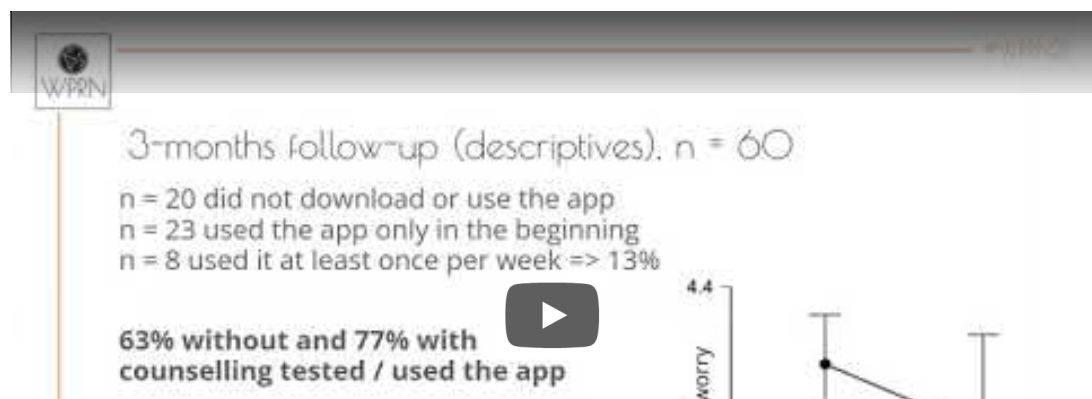 WPRN
3-months follow-up (descriptives), n = 60
n = 20 did not download or use the app
n = 23 used the app only in the beginning
n = 8 used it at least once per week => 13%
4.4
63% without and 77% with
counselling tested / used the app
worry